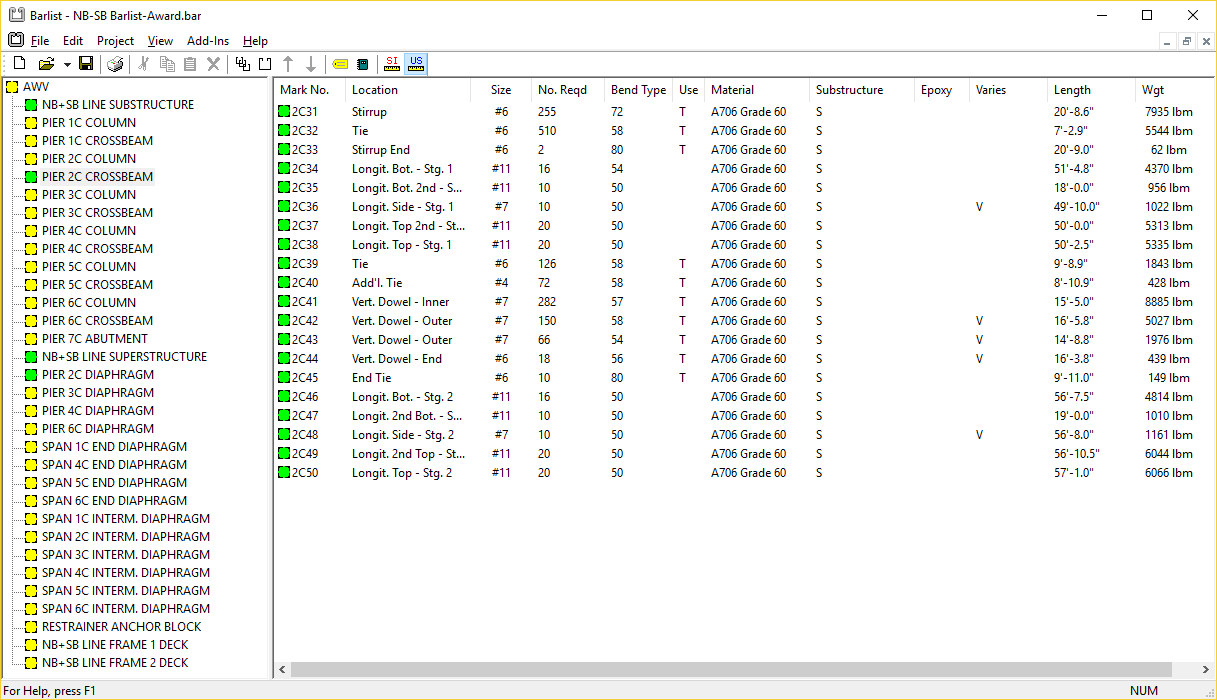 Barlist - NB-SB Barlist-Award.bar
File Edit Project View Add-Ins Help
SI US
AWV
NB+SB LINE SUBSTRUCTURE
PIER 1C COLUMN
PIER 1C CROSSBEAM
PIER 2C COLUMN
PIER 2C CROSSBEAM
PIER 3C COLUMN
PIER 3C CROSSBEAM
PIER 4C COLUMN
PIER 4C CROSSBEAM
PIER 5C COLUMN
PIER 5C CROSSBEAM
PIER 6C COLUMN
PIER 6C CROSSBEAM
PIER 7C ABUTMENT
NB+SB LINE SUPERSTRUCTURE
PIER 2C DIAPHRAGM
PIER 3C DIAPHRAGM
PIER 4C DIAPHRAGM
PIER 6C DIAPHRAGM
SPAN 1C END DIAPHRAGM
SPAN 4C END DIAPHRAGM
SPAN 5C END DIAPHRAGM
SPAN 6C END DIAPHRAGM
SPAN 1C INTERM. DIAPHRAGM
SPAN 2C INTERM. DIAPHRAGM
SPAN 3C INTERM. DIAPHRAGM
SPAN 4C INTERM. DIAPHRAGM
SPAN 5C INTERM. DIAPHRAGM
SPAN 6C INTERM. DIAPHRAGM
RESTRAINER ANCHOR BLOCK
NB+SB LINE FRAME 1 DECK
NB+SB LINE FRAME 2 DECK
Mark No. Location Size No. Reqd Bend Type Use Material Substructure Epoxy Varies Length Wgt
2C31 Stirrup #6 255 72 T A706 Grade 60 S 20'-8.6" 7935 lbm
2C32 Tie #6 510 58 T A706 Grade 60 S 7'-2.9" 5544 lbm
2C33 Stirrup End #6 2 80 T A706 Grade 60 S 20'-9.0" 62 lbm
2C34 Longit. Bot. - Stg. 1 #11 16 54 A706 Grade 60 S 51'-4.8" 4370 lbm
2C35 Longit. Bot. 2nd - S... #11 10 50 A706 Grade 60 S 18'-0.0" 956 lbm
2C36 Longit. Side - Stg. 1 #7 10 50 A706 Grade 60 S V 49'-10.0" 1022 lbm
2C37 Longit. Top 2nd - St... #11 20 50 A706 Grade 60 S 50'-0.0" 5313 lbm
2C38 Longit. Top - Stg. 1 #11 20 50 A706 Grade 60 S 50'-2.5" 5335 lbm
2C39 Tie #6 126 58 T A706 Grade 60 S 9'-8.9" 1843 lbm
2C40 Add'l. Tie #4 72 58 T A706 Grade 60 S 8'-10.9" 428 lbm
2C41 Vert. Dowel - Inner #7 282 57 T A706 Grade 60 S 15'-5.0" 8885 lbm
2C42 Vert. Dowel - Outer #7 150 58 T A706 Grade 60 S V 16'-5.8" 5027 lbm
2C43 Vert. Dowel - Outer #7 66 54 T A706 Grade 60 S V 14'-8.8" 1976 lbm
2C44 Vert. Dowel - End #6 18 56 T A706 Grade 60 S V 16'-3.8" 439 lbm
2C45 End Tie #6 10 80 T A706 Grade 60 S 9'-11.0" 149 lbm
2C46 Longit. Bot. - Stg. 2 #11 16 50 A706 Grade 60 S 56'-7.5" 4814 lbm
2C47 Longit. 2nd Bot. - S... #11 10 50 A706 Grade 60 S 19'-0.0" 1010 lbm
2C48 Longit. Side - Stg. 2 #7 10 50 A706 Grade 60 S V 56'-8.0" 1161 lbm
2C49 Longit. 2nd Top - St... #11 20 50 A706 Grade 60 S 56'-10.5" 6044 lbm
2C50 Longit. Top - Stg. 2 #11 20 50 A706 Grade 60 S 57'-1.0" 6066 lbm
For Help, press F1
NUM